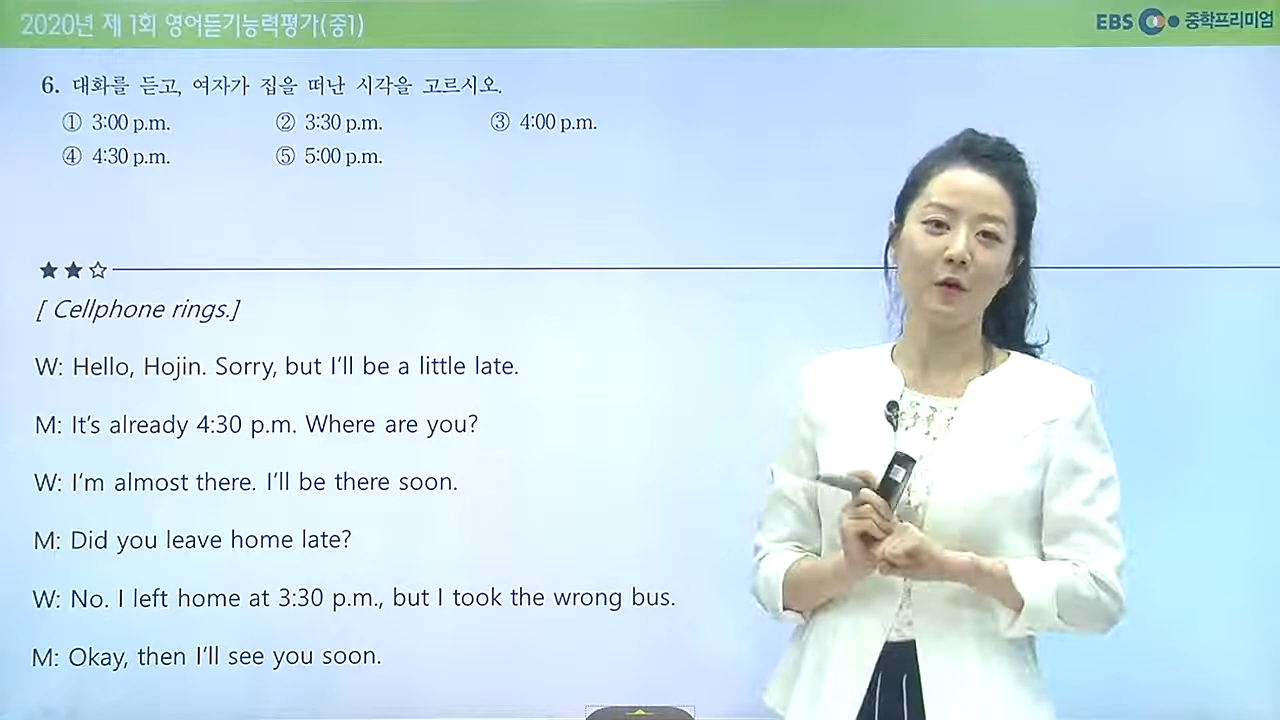 2020년 제 1회 영어듣기능력평가(중1)
EBS 중학프리미엄
6. 대화를 듣고, 여자가 집을 떠난 시각을 고르시오.
① 3:00 p.m. ② 3:30 p.m. ③ 4:00 p.m.
④ 4:30 p.m. ⑤ 5:00 p.m.
★★☆
[ Cellphone rings.]
W: Hello, Hojin. Sorry, but I'll be a little late.
M: It's already 4:30 p.m. Where are you?
W: I'm almost there. I'll be there soon.
M: Did you leave home late?
W: No. I left home at 3:30 p.m., but I took the wrong bus.
M: Okay, then I'll see you soon.